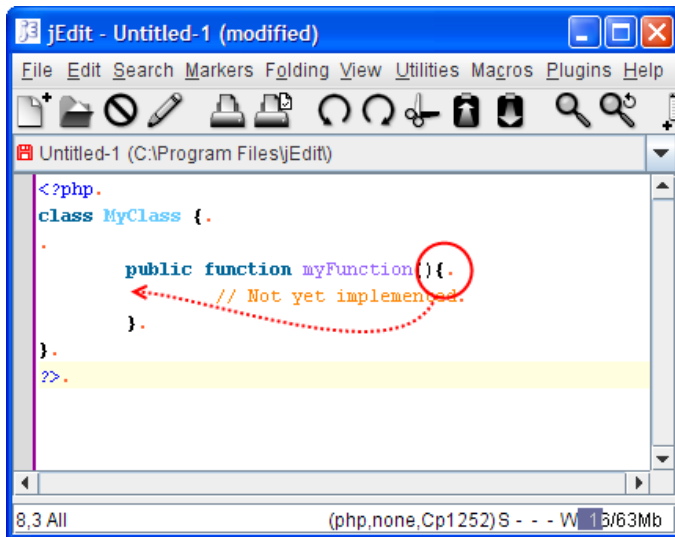 jEdit - Untitled-1 (modified)
File Edit Search Markers Folding View Utilities Macros Plugins Help
Untitled-1 (C:\Program Files\jEdit\)
<?php.
class MyClass {.
.
public function myFunction(){.
// Not yet implemented.
}.
}.
?>.
8,3 All (php,none,Cp1252) S - - - W 16/63Mb